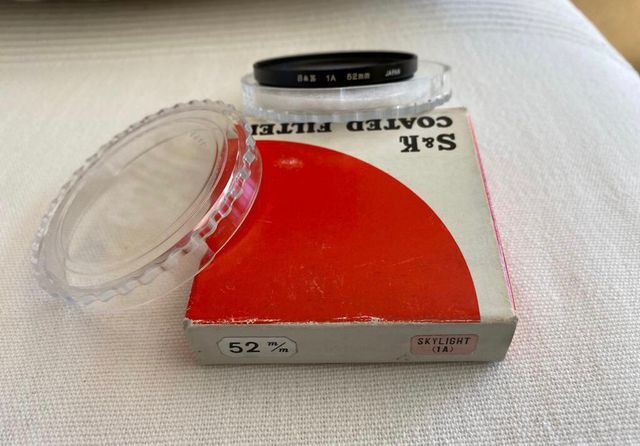 S&K 1A 52mm JAPAN
S&K
COATED FILTER
52 m/m
SKYLIGHT
(1A)